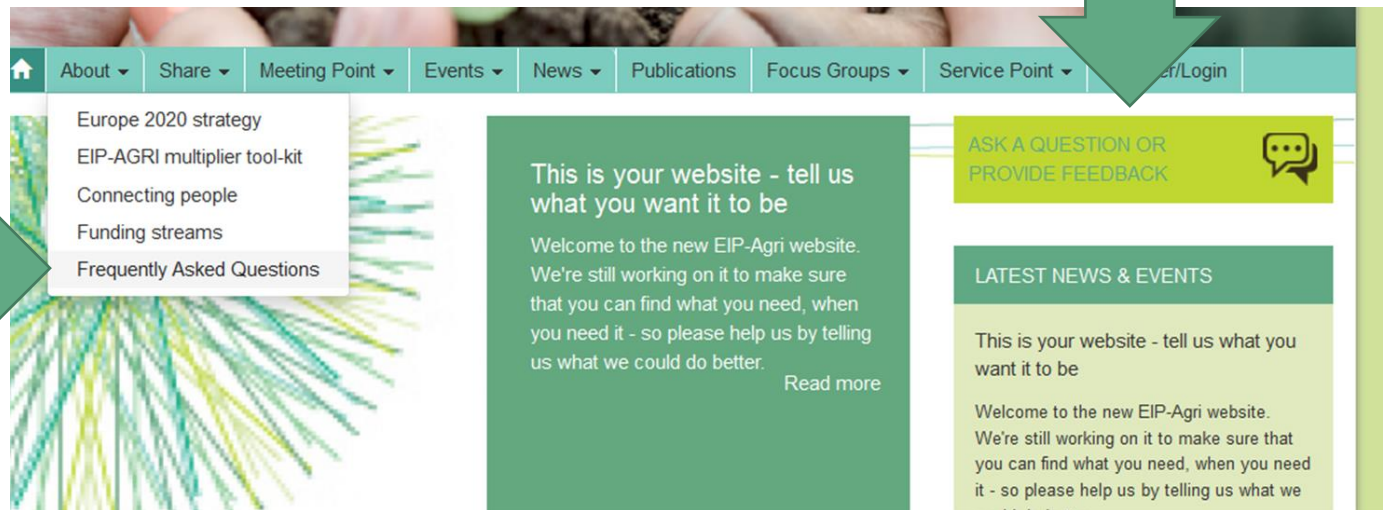 About Share Meeting Point Events News Publications Focus Groups Service Point er/Login
Europe 2020 strategy
EIP-AGRI multiplier tool-kit
Connecting people
Funding streams
Frequently Asked Questions
This is your website - tell us
what you want it to be
Welcome to the new EIP-Agri website.
We're still working on it to make sure
that you can find what you need, when
you need it - so please help us by telling
us what we could do better.
Read more
ASK A QUESTION OR
PROVIDE FEEDBACK
LATEST NEWS & EVENTS
This is your website - tell us what you
want it to be
Welcome to the new EIP-Agri website.
We're still working on it to make sure that
you can find what you need, when you need
it - so please help us by telling us what we